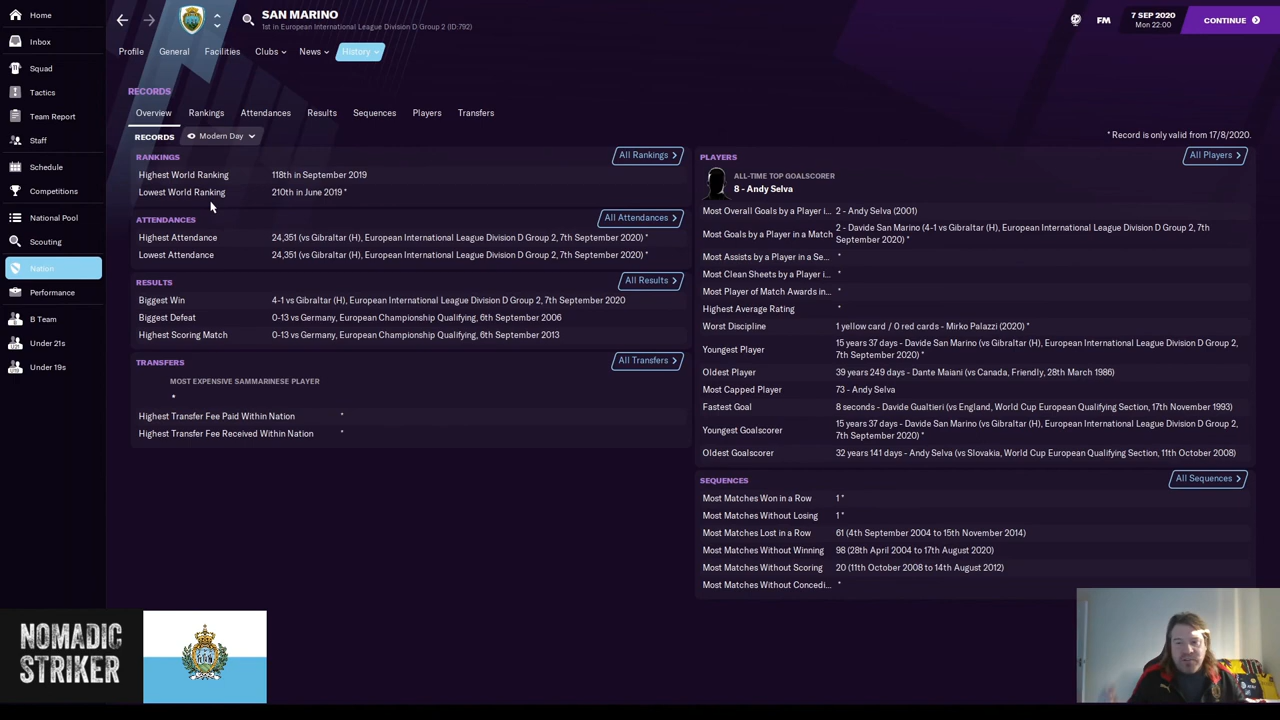 Home
Inbox
Squad
Tactics
Team Report
Staff
Schedule
Competitions
National Pool
Scouting
Nation
Performance
B Team
Under 21s
Under 19s
SAN MARINO
1st in European International League Division D Group 2 (ID:792)
FM
7 SEP 2020
Mon 22:00
CONTINUE
Profile General Facilities Clubs News History
RECORDS
Overview Rankings Attendances Results Sequences Players Transfers
RECORDS Modern Day
* Record is only valid from 17/8/2020.
RANKINGS
All Rankings
Highest World Ranking 118th in September 2019
Lowest World Ranking 210th in June 2019 *
ATTENDANCES
All Attendances
Highest Attendance 24,351 (vs Gibraltar (H), European International League Division D Group 2, 7th September 2020) *
Lowest Attendance 24,351 (vs Gibraltar (H), European International League Division D Group 2, 7th September 2020) *
RESULTS
All Results
Biggest Win 4-1 vs Gibraltar (H), European International League Division D Group 2, 7th September 2020
Biggest Defeat 0-13 vs Germany, European Championship Qualifying, 6th September 2006
Highest Scoring Match 0-13 vs Germany, European Championship Qualifying, 6th September 2013
TRANSFERS
All Transfers
MOST EXPENSIVE SAMMARINESE PLAYER
*
Highest Transfer Fee Paid Within Nation *
Highest Transfer Fee Received Within Nation *
PLAYERS
All Players
ALL-TIME TOP GOALSCORER
8 - Andy Selva
Most Overall Goals by a Player i... 2 - Andy Selva (2001)
Most Goals by a Player in a Match 2 - Davide San Marino (4-1 vs Gibraltar (H), European International League Division D Group 2, 7th
September 2020) *
Most Assists by a Player in a Se... *
Most Clean Sheets by a Player i... *
Most Player of Match Awards in... *
Highest Average Rating *
Worst Discipline 1 yellow card / 0 red cards - Mirko Palazzi (2020) *
Youngest Player 15 years 37 days - Davide San Marino (vs Gibraltar (H), European International League Division D Group 2,
7th September 2020) *
Oldest Player 39 years 249 days - Dante Maiani (vs Canada, Friendly, 28th March 1986)
Most Capped Player 73 - Andy Selva
Fastest Goal 8 seconds - Davide Gualtieri (vs England, World Cup European Qualifying Section, 17th November 1993)
Youngest Goalscorer 15 years 37 days - Davide San Marino (vs Gibraltar (H), European International League Division D Group 2,
7th September 2020) *
Oldest Goalscorer 32 years 141 days - Andy Selva (vs Slovakia, World Cup European Qualifying Section, 11th October 2008)
SEQUENCES
All Sequences
Most Matches Won in a Row 1 *
Most Matches Without Losing 1 *
Most Matches Lost in a Row 61 (4th September 2004 to 15th November 2014)
Most Matches Without Winning 98 (28th April 2004 to 17th August 2020)
Most Matches Without Scoring 20 (11th October 2008 to 14th August 2012)
Most Matches Without Concedi... *
NOMADIC
STRIKER